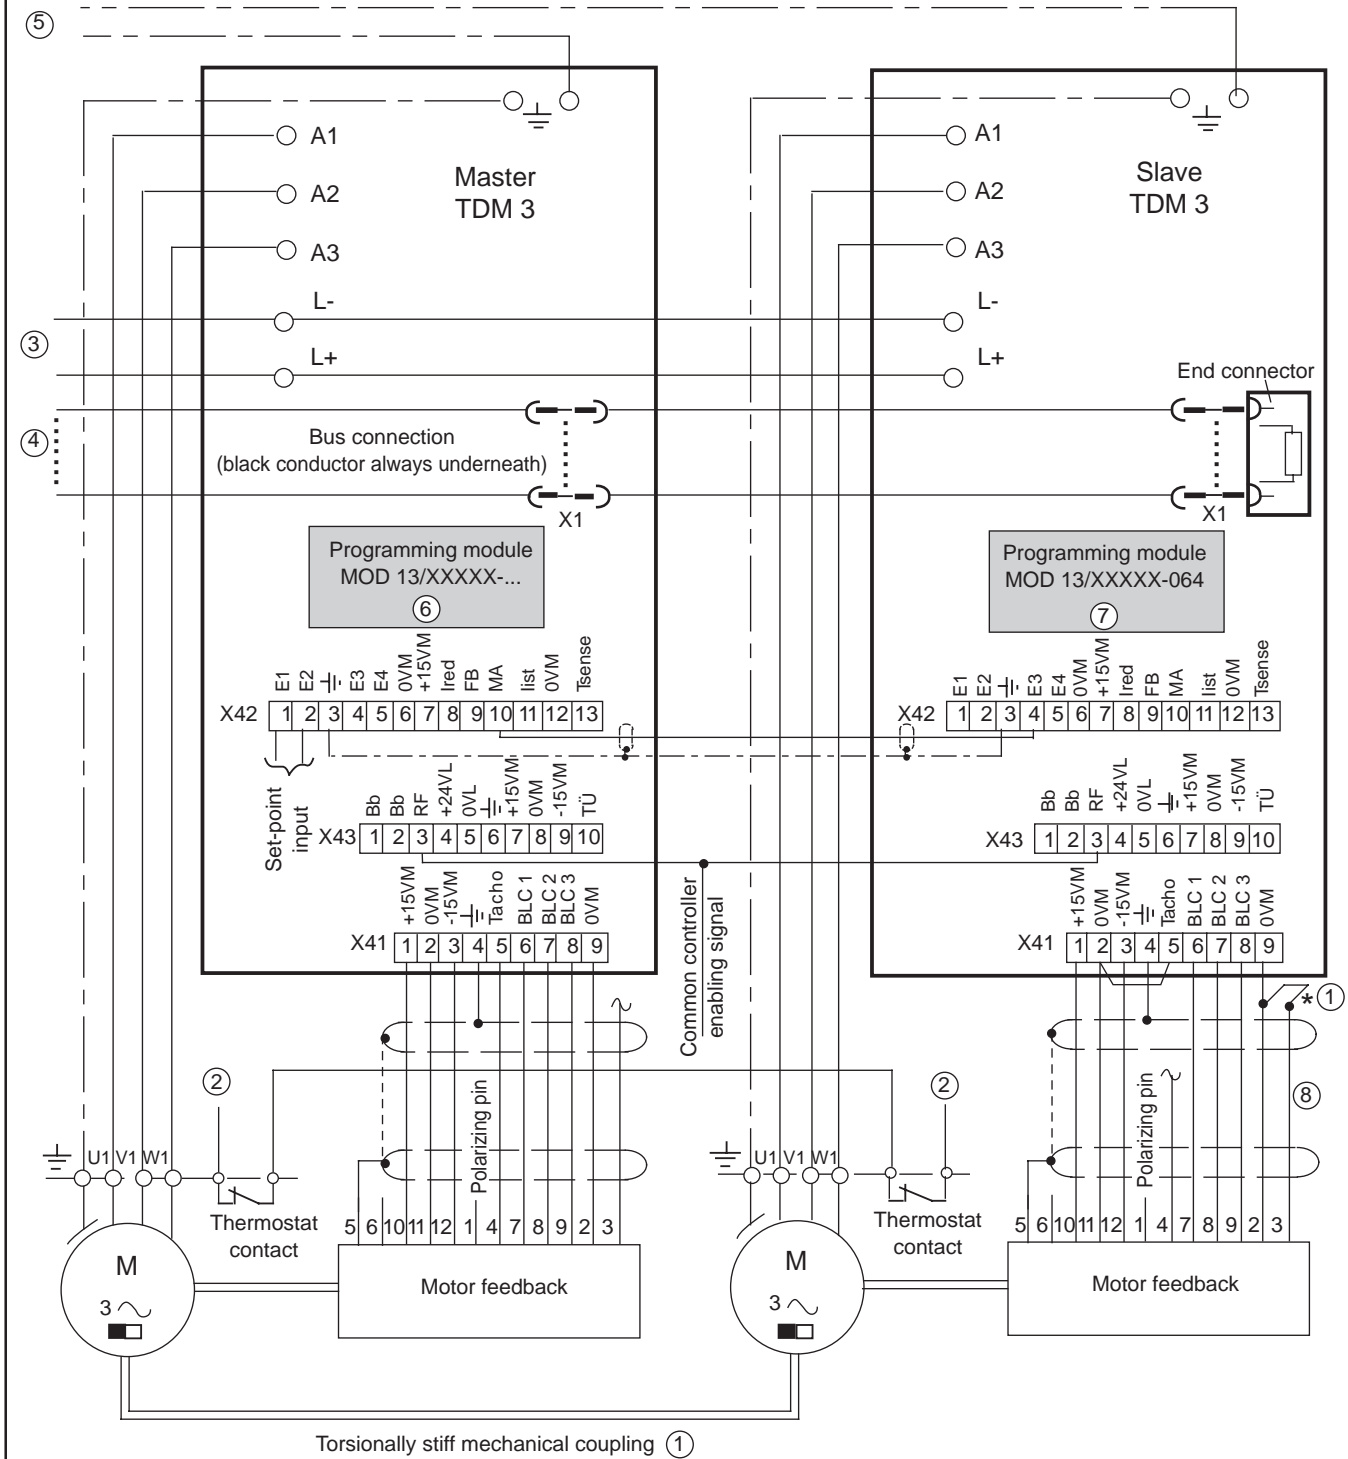 5
A1
A2
A3
Master
TDM 3
L-
L+
A1
A2
A3
Slave
TDM 3
L-
L+
3
End connector
4
Bus connection
(black conductor always underneath)
X1
X1
Programming module
MOD 13/XXXXX-...
6
Programming module
MOD 13/XXXXX-064
7
E1 E2 E3 E4 0VM +15VM Ired FB MA Iist 0VM Tsense
X42 1 2 3 4 5 6 7 8 9 10 11 12 13
E1 E2 E3 E4 0VM +15VM Ired FB MA Iist 0VM Tsense
X42 1 2 3 4 5 6 7 8 9 10 11 12 13
Set-point
input
Bb Bb RF +24VL 0VL +15VM 0VM -15VM TÜ
X43 1 2 3 4 5 6 7 8 9 10
Bb Bb RF +24VL 0VL +15VM 0VM -15VM TÜ
X43 1 2 3 4 5 6 7 8 9 10
+15VM 0VM -15VM Tacho BLC 1 BLC 2 BLC 3 0VM
X41 1 2 3 4 5 6 7 8 9
Common controller
enabling signal
+15VM 0VM -15VM Tacho BLC 1 BLC 2 BLC 3 0VM
X41 1 2 3 4 5 6 7 8 9
* 1
2
2
8
Polarizing pin
Polarizing pin
U1 V1 W1
U1 V1 W1
Thermostat
contact
Thermostat
contact
5 6 10 11 12 1 4 7 8 9 2 3
5 6 10 11 12 1 4 7 8 9 2 3
M
3
Motor feedback
M
3
Motor feedback
Torsionally stiff mechanical coupling 1